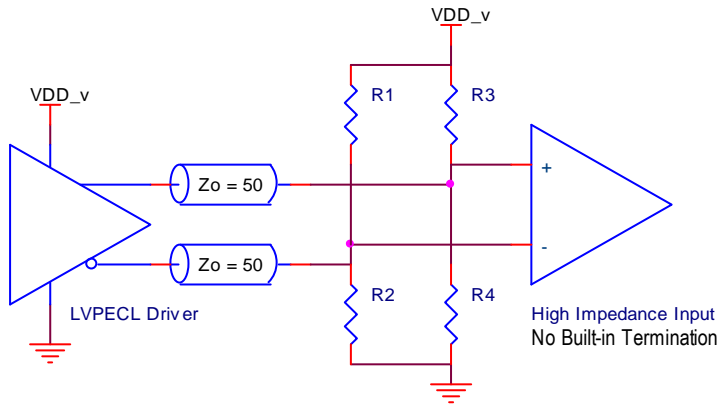 VDD_v
VDD_v
R1
R3
Zo = 50
+
-
Zo = 50
LVPECL Driver
R2
R4
High Impedance Input
No Built-in Termination